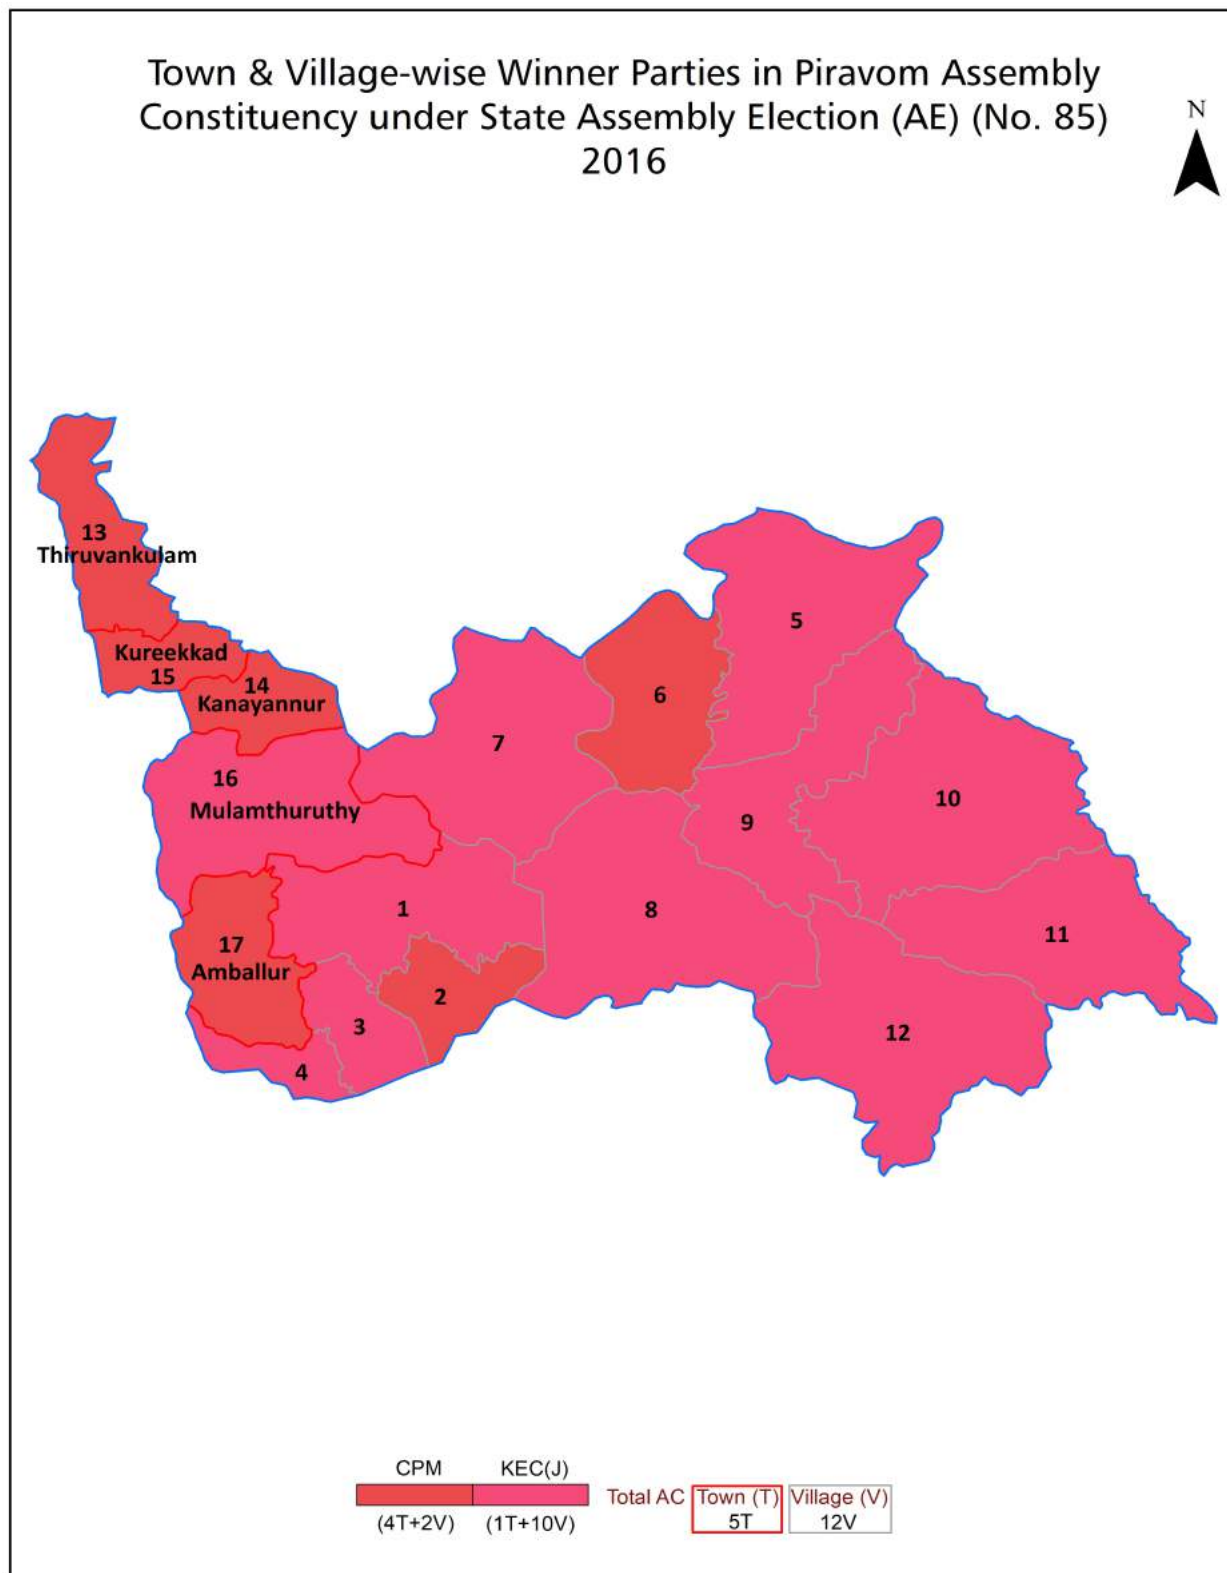 Town & Village-wise Winner Parties in Piravom Assembly
Constituency under State Assembly Election (AE) (No. 85)
2016
N
13
Thiruvankulam
Kureekkad
15
14
Kanayannur
5
6
7
16
Mulamthuruthy
10
9
1
8
11
17
Amballur
2
3
12
4
CPM KEC(J)
Total AC Town (T) Village (V)
(4T+2V) (1T+10V) 5T 12V